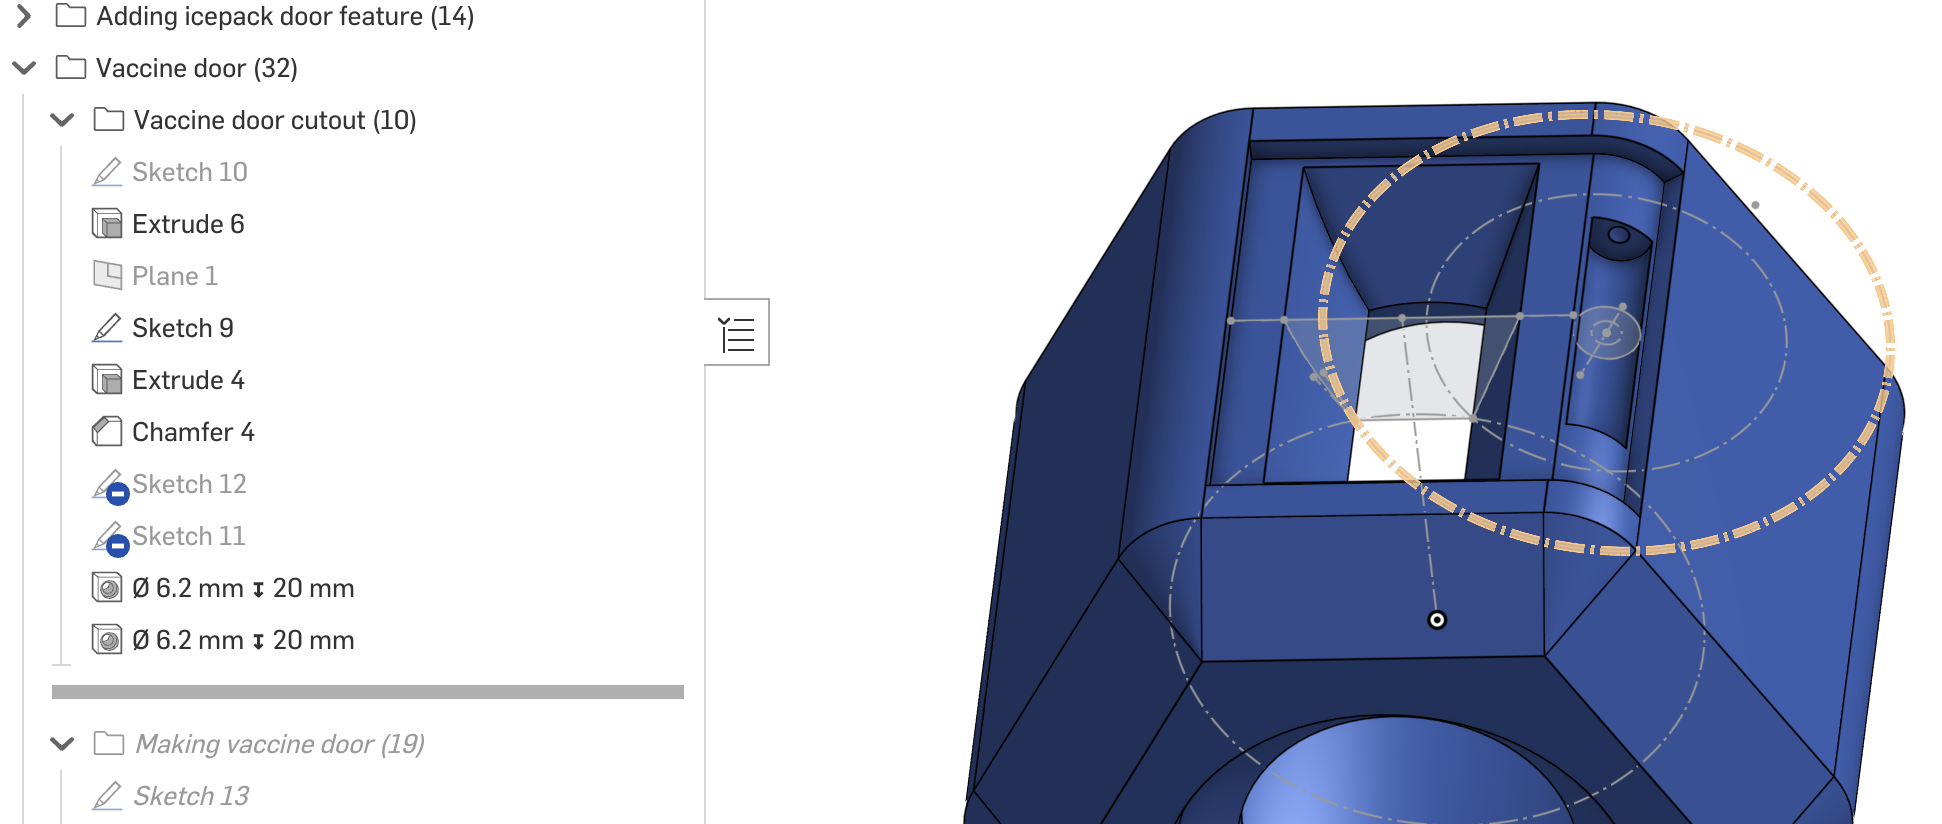 Adding icepack door feature (14)
Vaccine door (32)
Vaccine door cutout (10)
Sketch 10
Extrude 6
Plane 1
Sketch 9
Extrude 4
Chamfer 4
Sketch 12
Sketch 11
Ø 6.2 mm ↧ 20 mm
Ø 6.2 mm ↧ 20 mm
Making vaccine door (19)
Sketch 13